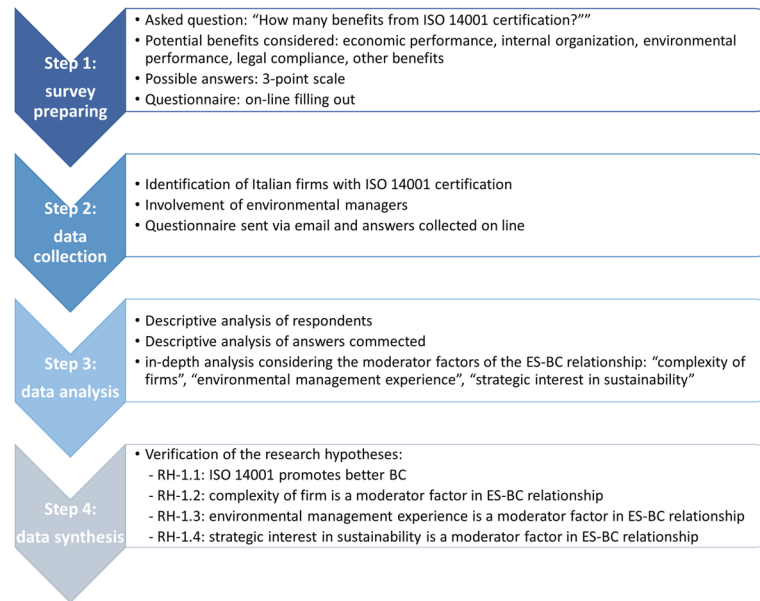 Step 1:
survey
preparing
• Asked question: “How many benefits from ISO 14001 certification?””
• Potential benefits considered: economic performance, internal organization, environmental
performance, legal compliance, other benefits
• Possible answers: 3-point scale
• Questionnaire: on-line filling out
Step 2:
data
collection
• Identification of Italian firms with ISO 14001 certification
• Involvement of environmental managers
• Questionnaire sent via email and answers collected on line
Step 3:
data analysis
• Descriptive analysis of respondents
• Descriptive analysis of answers commected
• in-depth analysis considering the moderator factors of the ES-BC relationship: “complexity of
firms”, “environmental management experience”, “strategic interest in sustainability”
Step 4:
data synthesis
• Verification of the research hypotheses:
- RH-1.1: ISO 14001 promotes better BC
- RH-1.2: complexity of firm is a moderator factor in ES-BC relationship
- RH-1.3: environmental management experience is a moderator factor in ES-BC relationship
- RH-1.4: strategic interest in sustainability is a moderator factor in ES-BC relationship